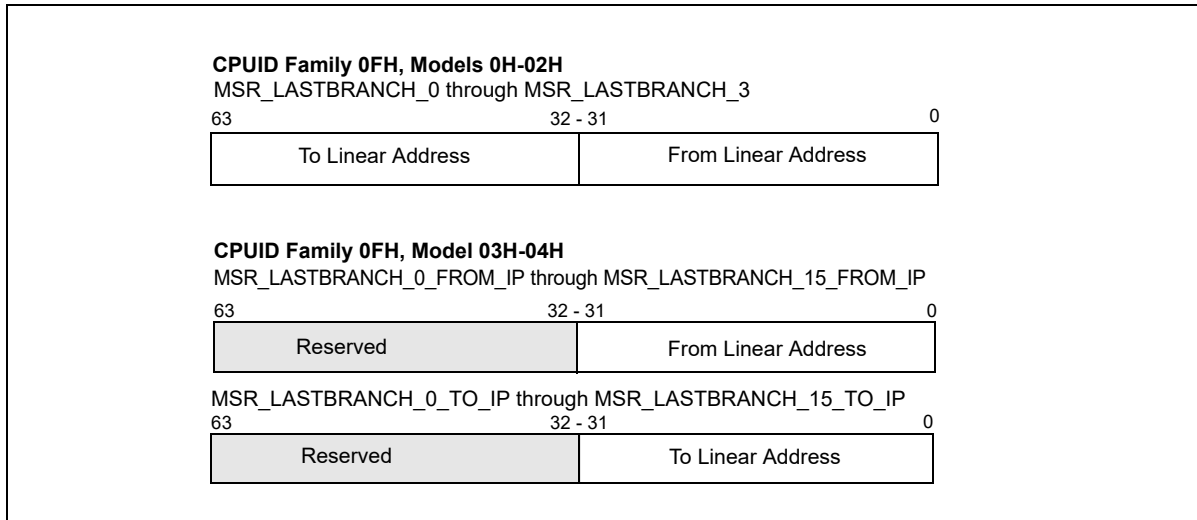 CPUID Family 0FH, Models 0H-02H
MSR_LASTBRANCH_0 through MSR_LASTBRANCH_3
63 32 - 31 0
To Linear Address From Linear Address
CPUID Family 0FH, Model 03H-04H
MSR_LASTBRANCH_0_FROM_IP through MSR_LASTBRANCH_15_FROM_IP
63 32 - 31 0
Reserved From Linear Address
MSR_LASTBRANCH_0_TO_IP through MSR_LASTBRANCH_15_TO_IP
63 32 - 31 0
Reserved To Linear Address